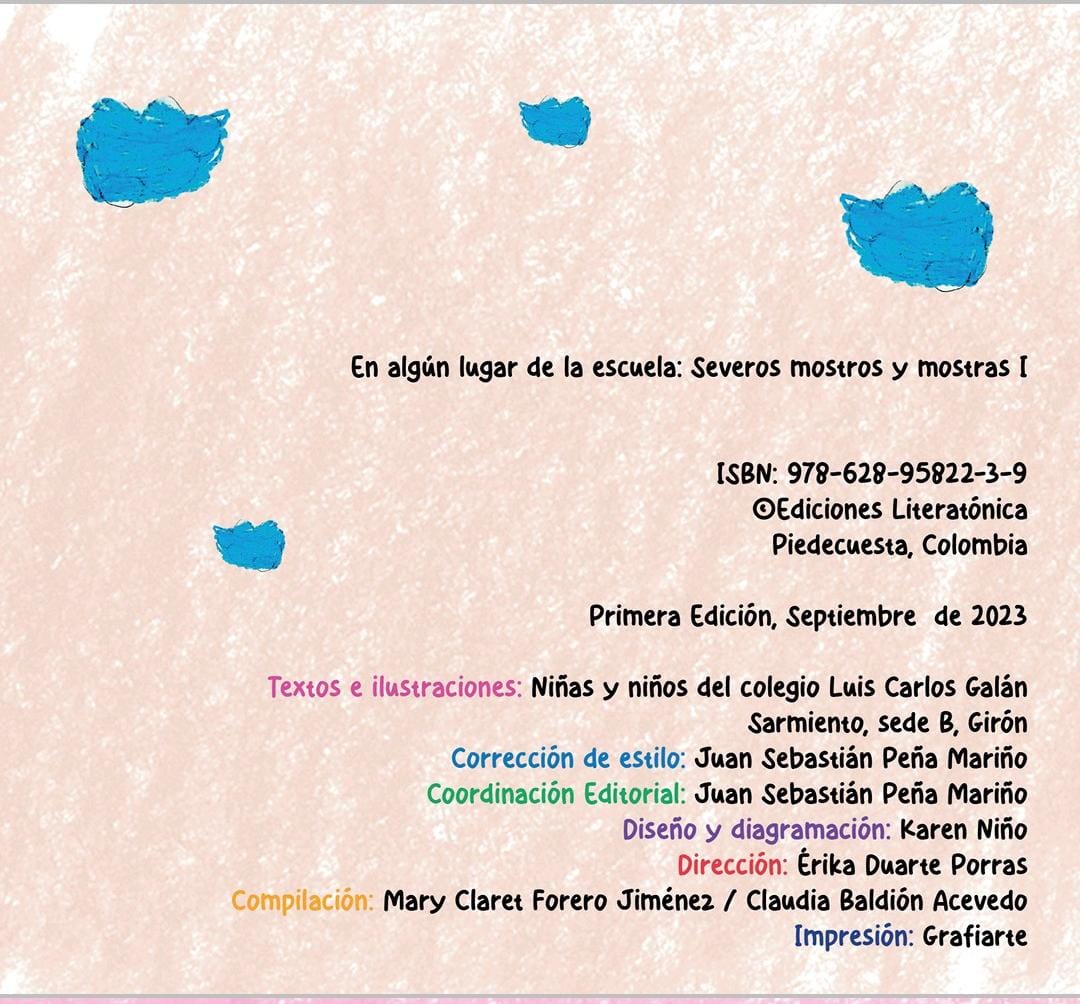 En algún lugar de la escuela: Severos mostros y mostras I
ISBN: 978-628-95822-3-9
©Ediciones Literatónica
Piedecuesta, Colombia
Primera Edición, Septiembre de 2023
Textos e ilustraciones: Niñas y niños del colegio Luis Carlos Galán
Sarmiento, sede B, Girón
Corrección de estilo: Juan Sebastián Peña Mariño
Coordinación Editorial: Juan Sebastián Peña Mariño
Diseño y diagramación: Karen Niño
Dirección: Érika Duarte Porras
Compilación: Mary Claret Forero Jiménez / Claudia Baldión Acevedo
Impresión: Grafiarte